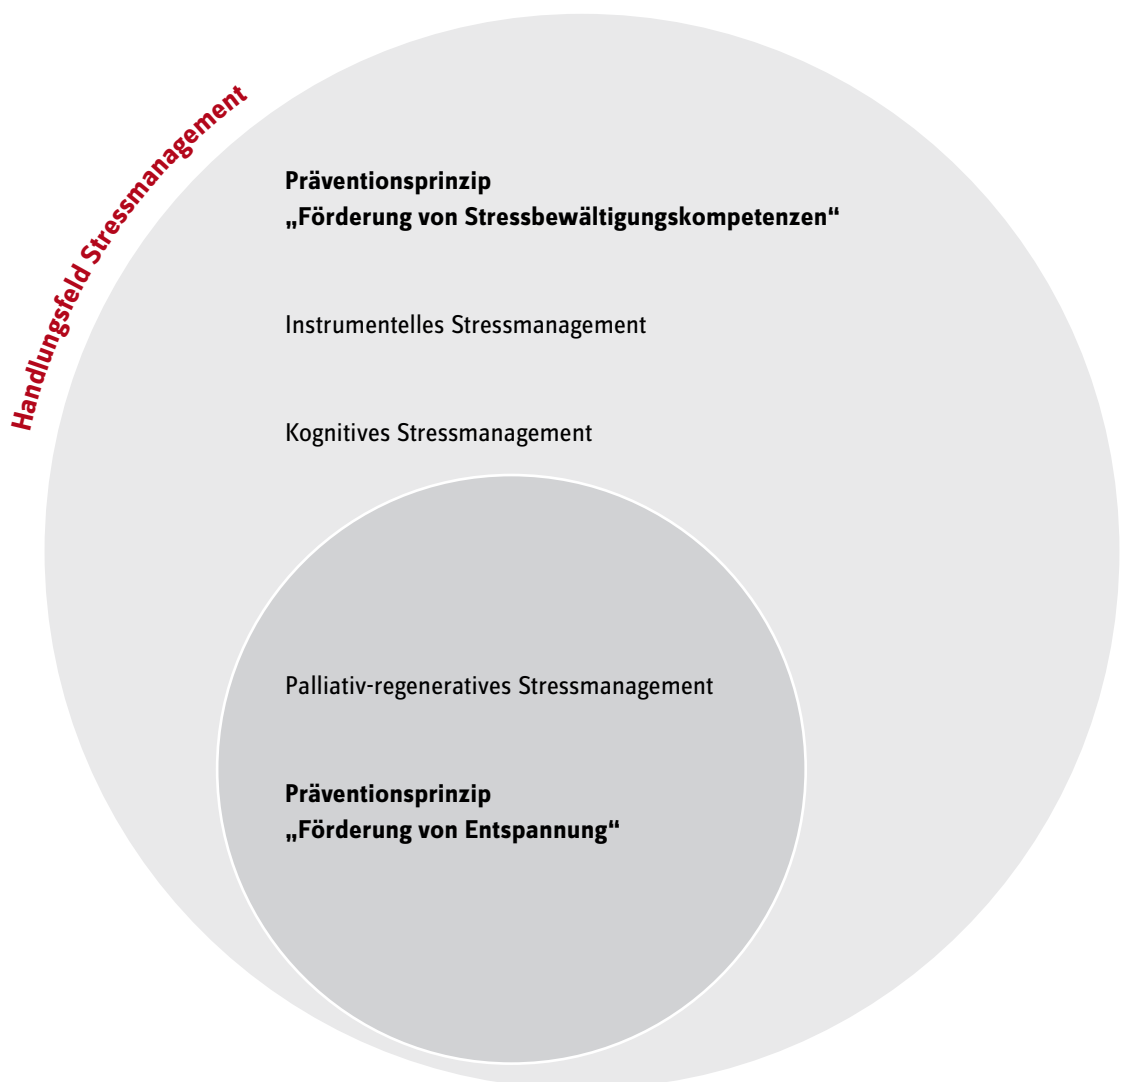 Handlungsfeld Stressmanagement
Präventionsprinzip
„Förderung von Stressbewältigungskompetenzen“
Instrumentelles Stressmanagement
Kognitives Stressmanagement
Palliativ-regeneratives Stressmanagement
Präventionsprinzip
„Förderung von Entspannung“